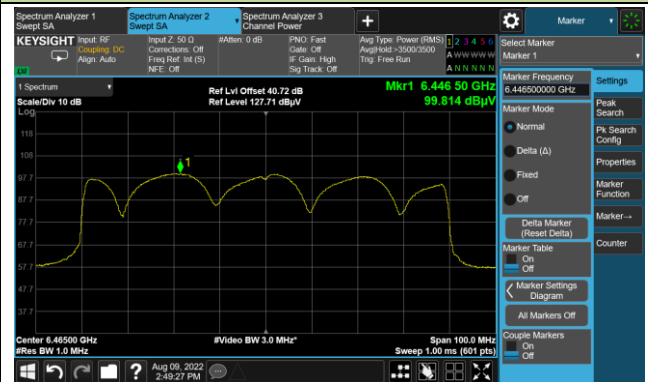 Spectrum Analyzer 1
Swept SA
Spectrum Analyzer 2
Swept SA
Spectrum Analyzer 3
Channel Power
Marker
KEYSIGHT
Input: RF
Coupling: DC
Align: Auto
Input Z: 50 Ω
Corrections: Off
Freq Ref: Int (S)
NFE: Off
#Atten: 0 dB
PNO: Fast
Gate: Off
IF Gain: High
Sig Track: Off
Avg Type: Power (RMS)
Avg|Hold:>3500/3500
Trig: Free Run
1 2 3 4 5 6
A W W W W W
A N N N N N
Select Marker
Marker 1
1 Spectrum
Scale/Div 10 dB
Log
Ref Lvl Offset 40.72 dB
Ref Level 127.71 dBµV
Mkr1 6.446 50 GHz
99.814 dBµV
118
108
97.7
87.7
77.7
67.7
57.7
47.7
37.7
1
Center 6.46500 GHz
#Res BW 1.0 MHz
#Video BW 3.0 MHz*
Span 100.0 MHz
Sweep 1.00 ms (601 pts)
Marker Frequency
6.446500000 GHz
Marker Mode
Normal
Delta (Δ)
Fixed
Off
Delta Marker
(Reset Delta)
Marker Table
On
Off
Marker Settings
Diagram
All Markers Off
Couple Markers
On
Off
Settings
Peak
Search
Pk Search
Config
Properties
Marker
Function
Marker→
Counter
Aug 09, 2022
2:49:27 PM